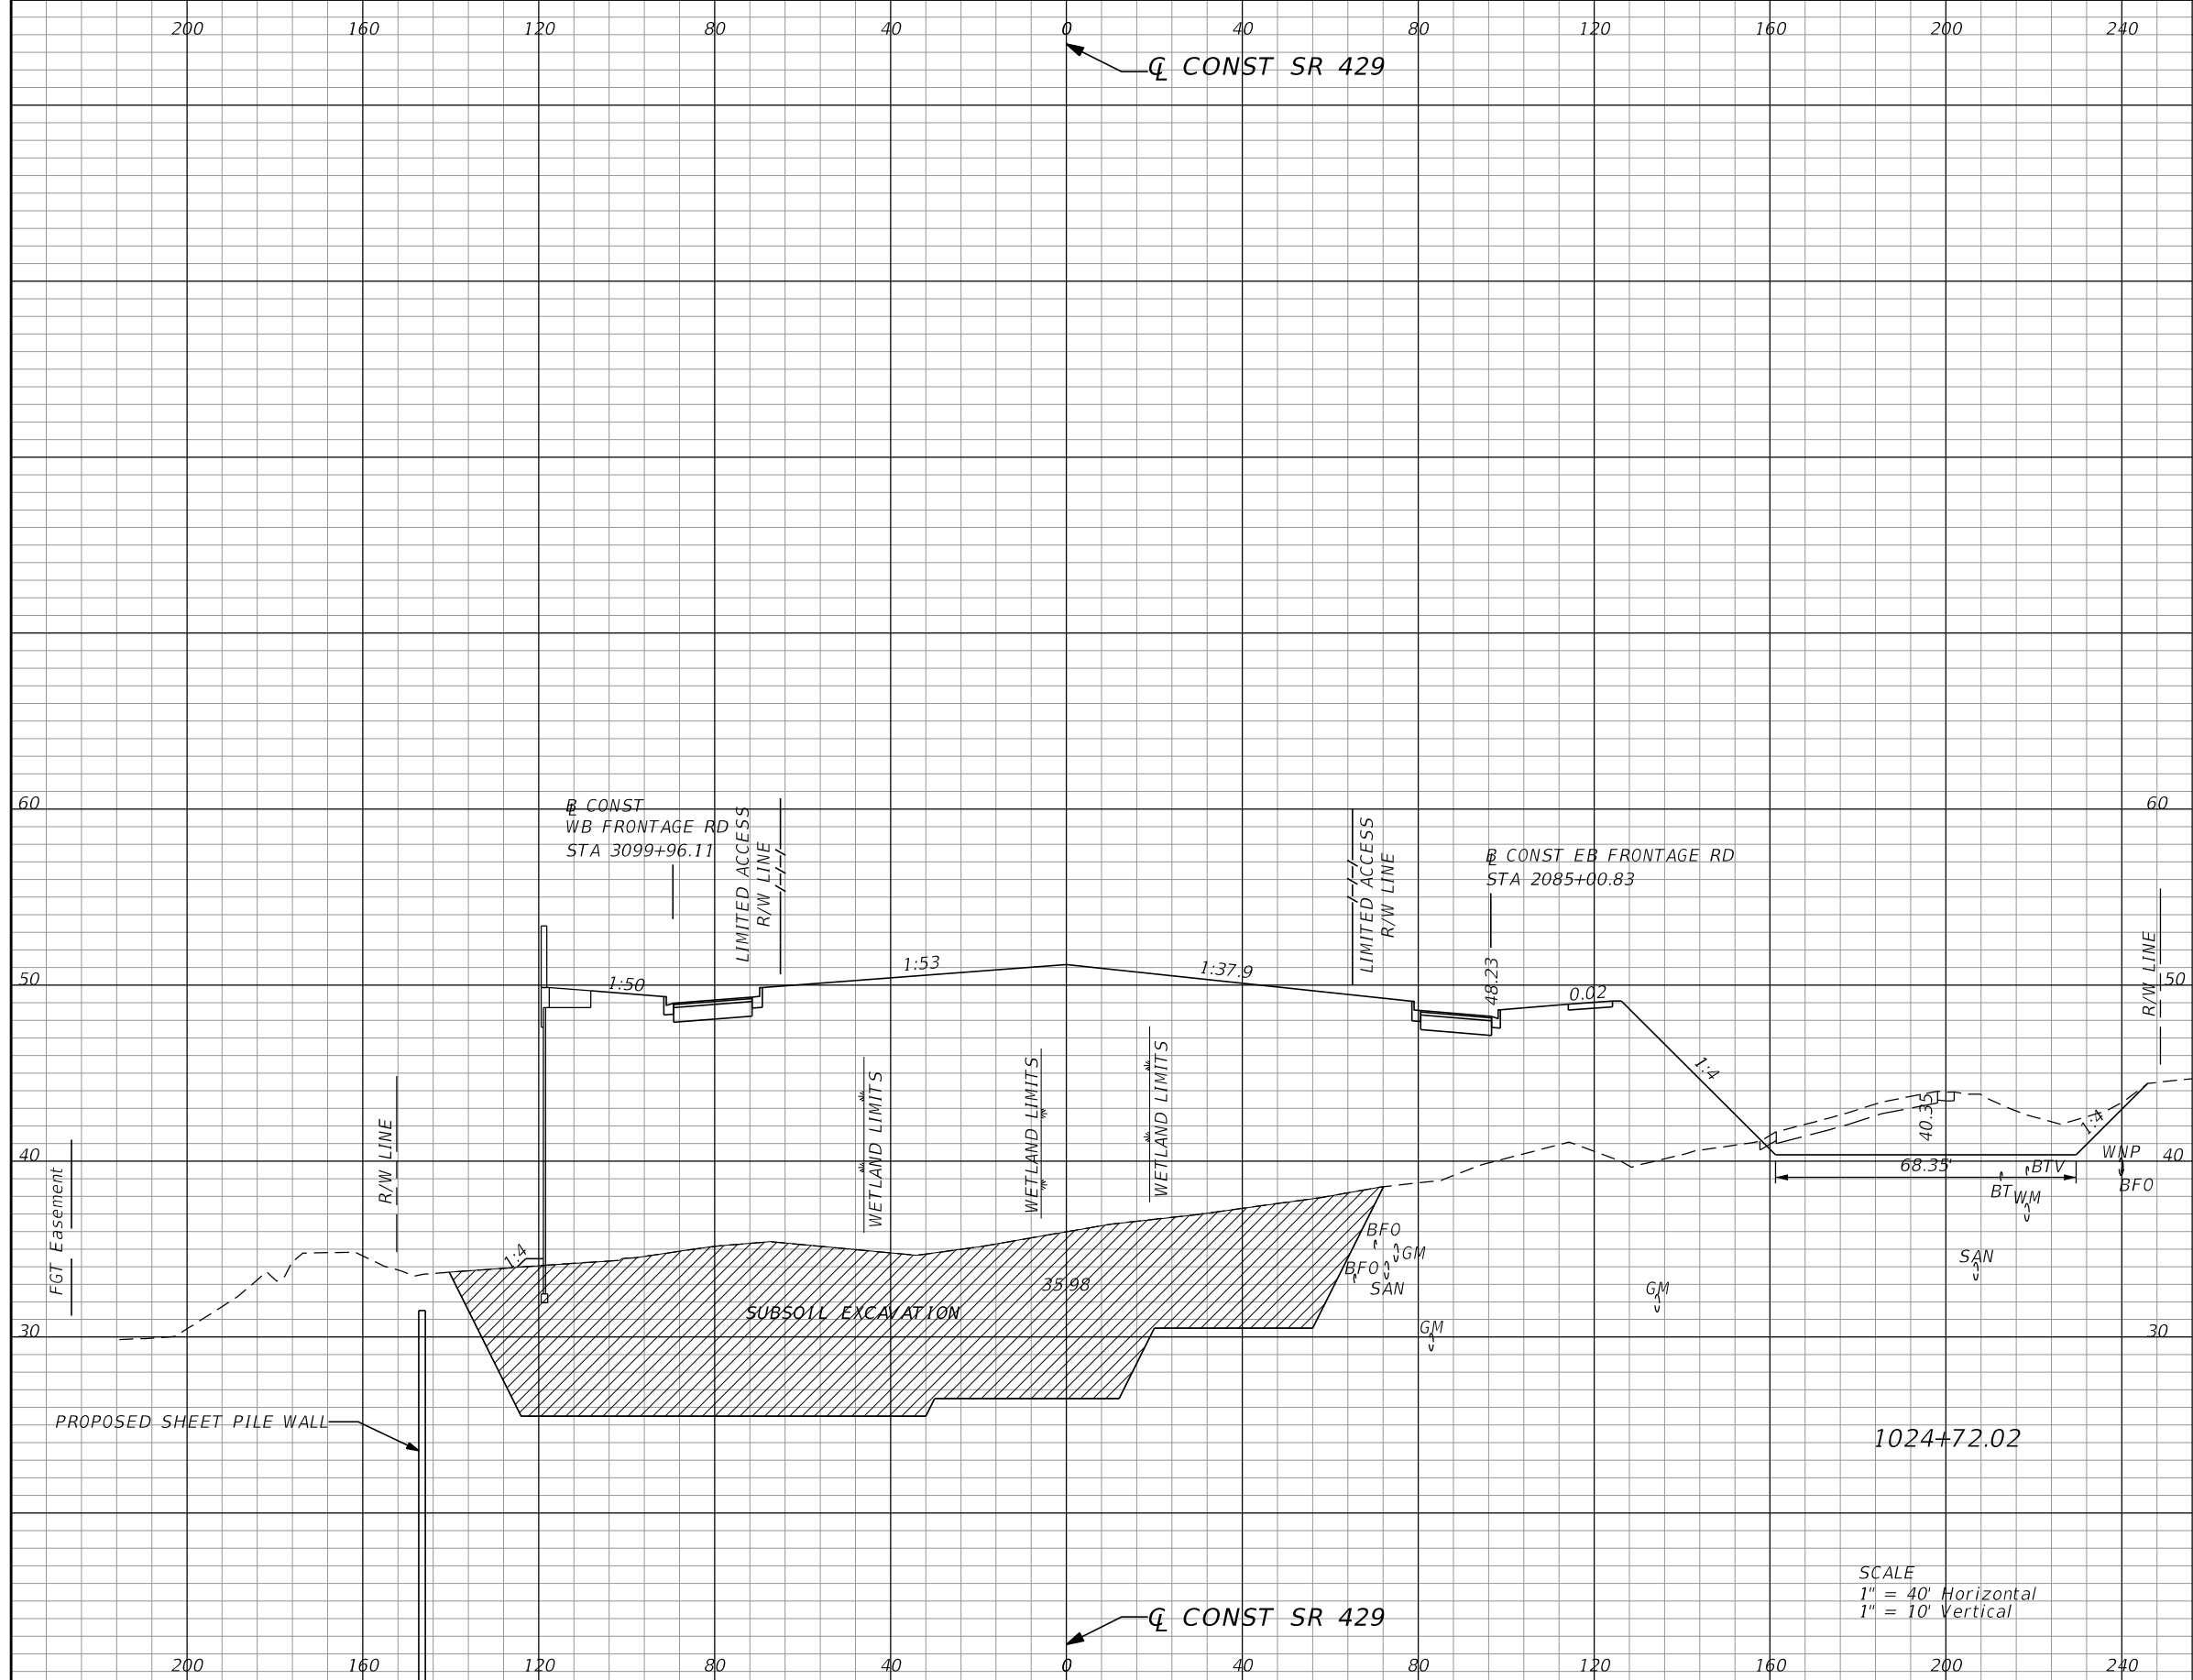 200 160 120 80 40 0 40 80 120 160 200 240
℄ CONST SR 429
60 60
℔ CONST
WB FRONTAGE RD
STA 3099+96.11
LIMITED ACCESS
R/W LINE
LIMITED ACCESS
R/W LINE
℔ CONST EB FRONTAGE RD
STA 2085+00.83
R/W LINE
50 50
1:50
1:53
1:37.9
48.23
0.02
1:4
WETLAND LIMITS
WETLAND LIMITS
WETLAND LIMITS
R/W LINE
FGT Easement
40 40
40.35
1:4
68.35'
WNP
BTV
BFO
BT
WM
1:4
BFO
GM
BFO
SAN
SAN
35.98
GM
SUBSOIL EXCAVATION
30 30
GM
PROPOSED SHEET PILE WALL
1024+72.02
SCALE
1" = 40' Horizontal
1" = 10' Vertical
℄ CONST SR 429
200 160 120 80 40 0 40 80 120 160 200 240